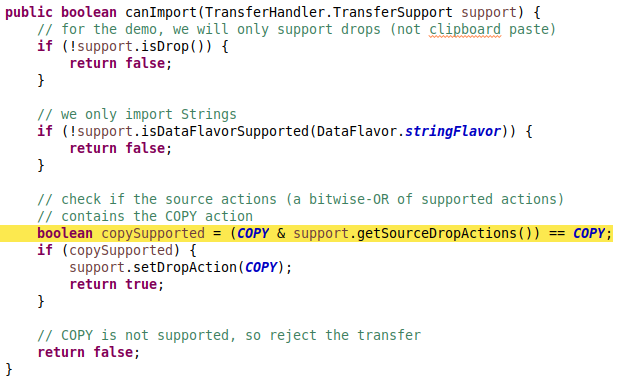 public boolean canImport(TransferHandler.TransferSupport support) {
    // for the demo, we will only support drops (not clipboard paste)
    if (!support.isDrop()) {
        return false;
    }

    // we only import Strings
    if (!support.isDataFlavorSupported(DataFlavor.stringFlavor)) {
        return false;
    }

    // check if the source actions (a bitwise-OR of supported actions)
    // contains the COPY action
    boolean copySupported = (COPY & support.getSourceDropActions()) == COPY;
    if (copySupported) {
        support.setDropAction(COPY);
        return true;
    }

    // COPY is not supported, so reject the transfer
    return false;
}